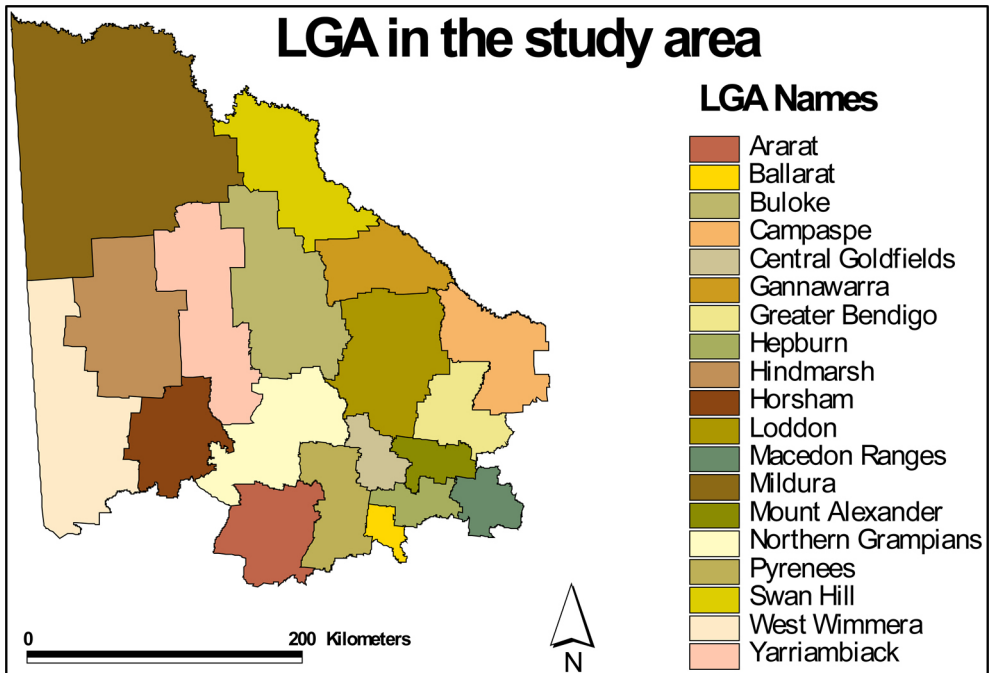 LGA in the study area
LGA Names
Ararat
Ballarat
Buloke
Campaspe
Central Goldfields
Gannawarra
Greater Bendigo
Hepburn
Hindmarsh
Horsham
Loddon
Macedon Ranges
Mildura
Mount Alexander
Northern Grampians
Pyrenees
Swan Hill
West Wimmera
Yarriambiack
0 200 Kilometers
N